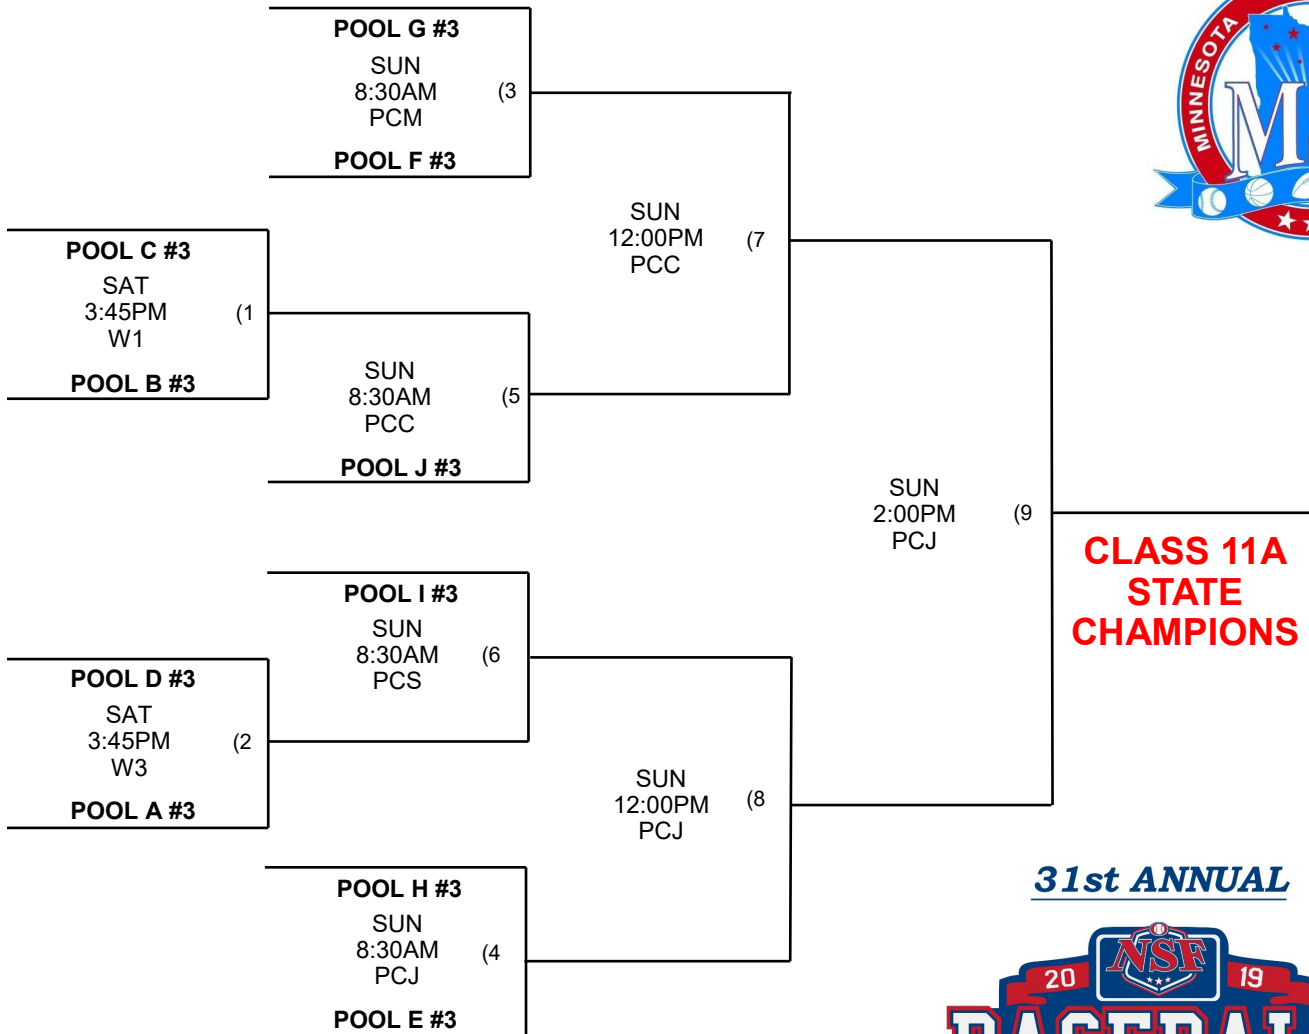 POOL G #3
SUN
8:30AM (3
PCM
POOL F #3
MINNESOTA
M
SUN
12:00PM (7
PCC
POOL C #3
SAT
3:45PM (1
W1
POOL B #3
SUN
8:30AM (5
PCC
POOL J #3
SUN
2:00PM (9
PCJ
CLASS 11A
STATE
CHAMPIONS
POOL I #3
SUN
8:30AM (6
PCS
POOL D #3
SAT
3:45PM (2
W3
POOL A #3
SUN
12:00PM (8
PCJ
POOL H #3
SUN
8:30AM (4
PCJ
POOL E #3
31st ANNUAL
NSF
20 19
BASEBAL